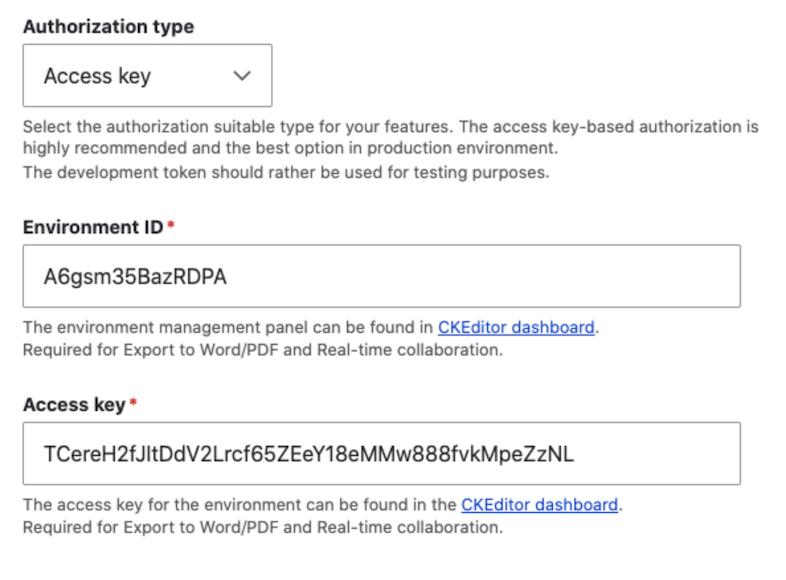 Authorization type
Access key
Select the authorization suitable type for your features. The access key-based authorization is
highly recommended and the best option in production environment.
The development token should rather be used for testing purposes.
Environment ID*
A6gsm35BazRDPA
The environment management panel can be found in CKEditor dashboard.
Required for Export to Word/PDF and Real-time collaboration.
Access key*
TCereH2fJltDdV2Lrcf65ZEeY18eMMw888fvkMpeZzNL
The access key for the environment can be found in the CKEditor dashboard.
Required for Export to Word/PDF and Real-time collaboration.